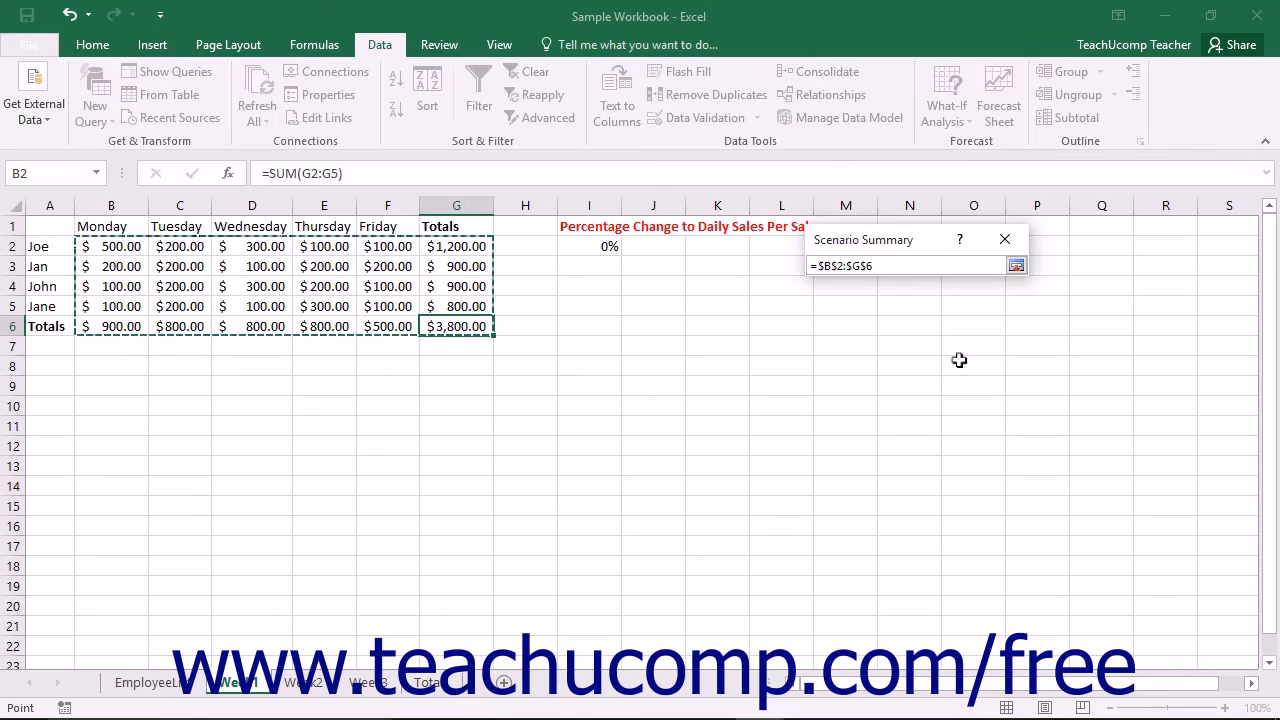 Sample Workbook - Excel
File Home Insert Page Layout Formulas Data Review View Tell me what you want to do... TeachUcomp Teacher Share
Show Queries Connections Clear Flash Fill Consolidate Group
From Table Properties Reapply Remove Duplicates Relationships Ungroup
Get External Data New Query Recent Sources Refresh All Edit Links Sort Filter Advanced Text to Columns Data Validation Manage Data Model What-If Analysis Forecast Sheet Subtotal
Get & Transform Connections Sort & Filter Data Tools Forecast Outline
B2 fx =SUM(G2:G5)
A B C D E F G H I J K L M N O P Q R S
1 Monday Tuesday Wednesday Thursday Friday Totals Percentage Change to Daily Sales Per Sal
Scenario Summary ?
2 Joe $ 500.00 $200.00 $ 300.00 $100.00 $100.00 $1,200.00 0%
3 Jan $ 200.00 $200.00 $ 100.00 $200.00 $200.00 $ 900.00 =$B$2:$G$6
4 John $ 100.00 $200.00 $ 300.00 $200.00 $100.00 $ 900.00
5 Jane $ 100.00 $200.00 $ 100.00 $300.00 $100.00 $ 800.00
6 Totals $ 900.00 $800.00 $ 800.00 $800.00 $500.00 $3,800.00
7
8
9
10
11
12
13
14
15
16
17
18
19
20
21
22
23
www.teachucomp.com/free
Point 100%